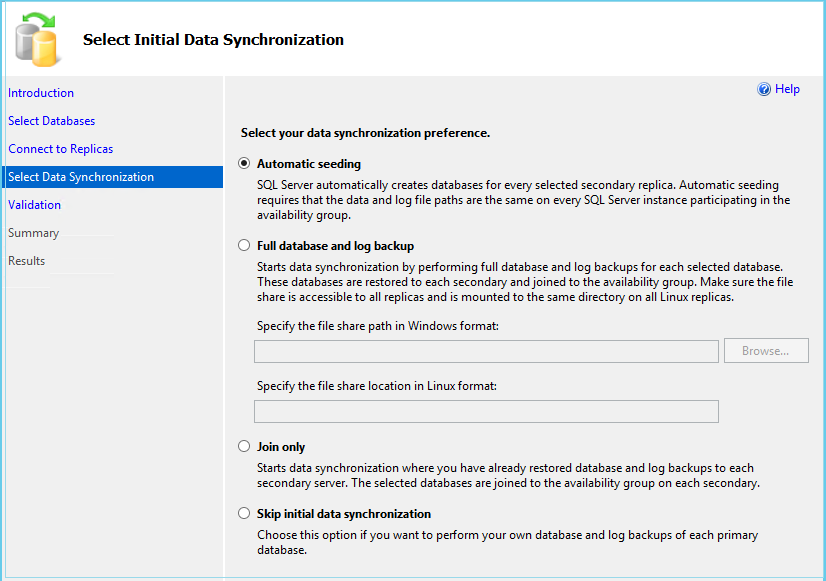 Select Initial Data Synchronization
Introduction
Select Databases
Connect to Replicas
Select Data Synchronization
Validation
Summary
Results
Help
Select your data synchronization preference.
Automatic seeding
SQL Server automatically creates databases for every selected secondary replica. Automatic seeding
requires that the data and log file paths are the same on every SQL Server instance participating in the
availability group.
Full database and log backup
Starts data synchronization by performing full database and log backups for each selected database.
These databases are restored to each secondary and joined to the availability group. Make sure the file
share is accessible to all replicas and is mounted to the same directory on all Linux replicas.
Specify the file share path in Windows format:
Browse...
Specify the file share location in Linux format:
Join only
Starts data synchronization where you have already restored database and log backups to each
secondary server. The selected databases are joined to the availability group on each secondary.
Skip initial data synchronization
Choose this option if you want to perform your own database and log backups of each primary
database.